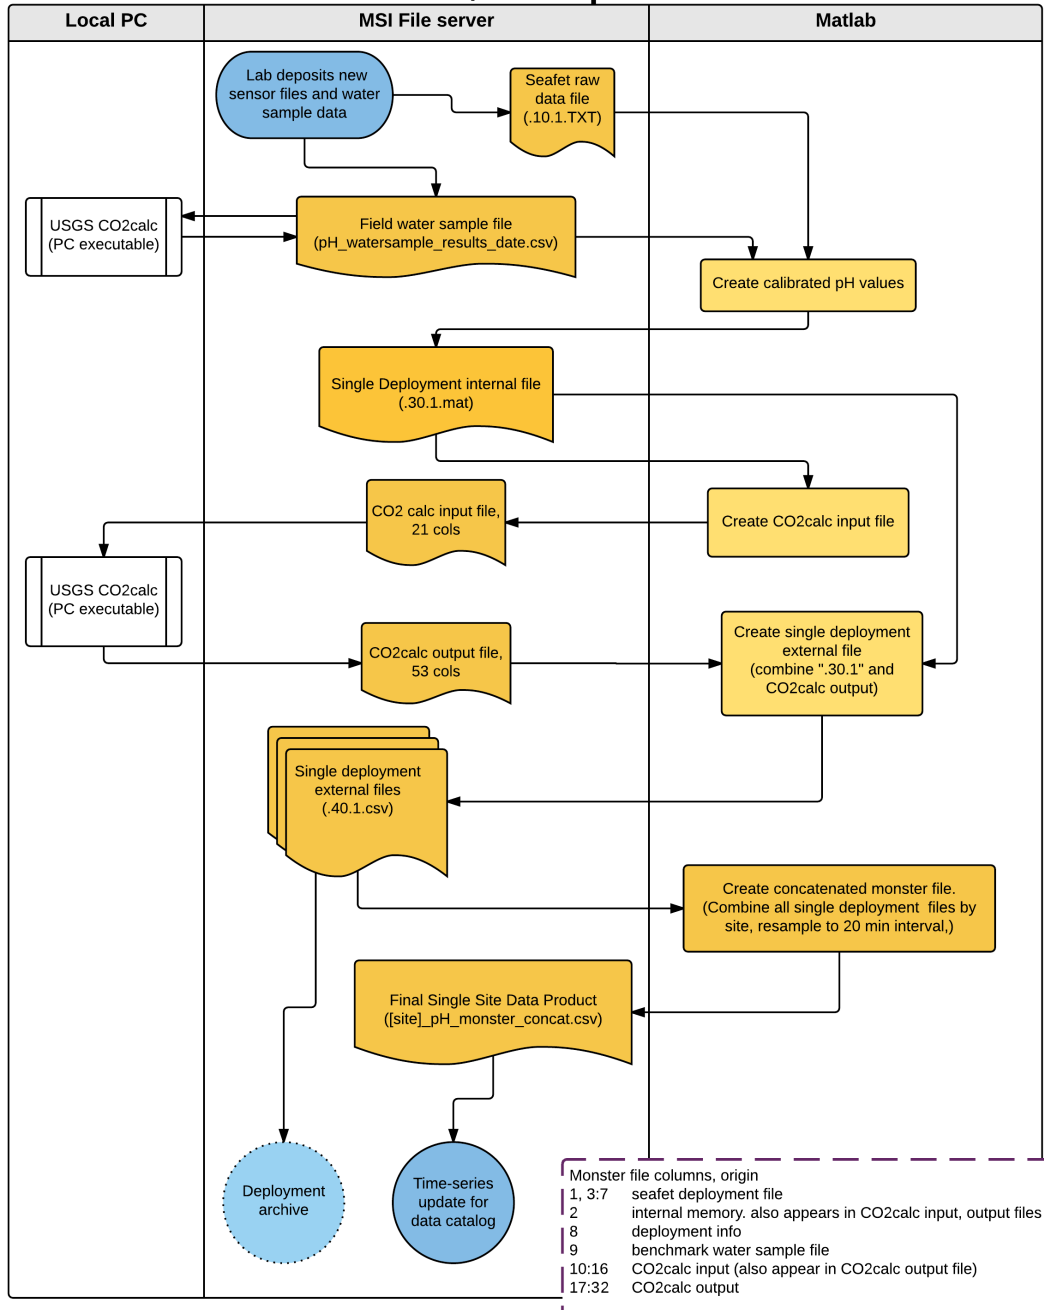 Local PC
MSI File server
Matlab
Lab deposits new
sensor files and water
sample data
Seafet raw
data file
(.10.1.TXT)
USGS CO2calc
(PC executable)
Field water sample file
(pH_watersample_results_date.csv)
Create calibrated pH values
Single Deployment internal file
(.30.1.mat)
CO2 calc input file,
21 cols
Create CO2calc input file
USGS CO2calc
(PC executable)
CO2calc output file,
53 cols
Create single deployment
external file
(combine ".30.1" and
CO2calc output)
Single deployment
external files
(.40.1.csv)
Create concatenated monster file.
(Combine all single deployment  files by
site, resample to 20 min interval,)
Final Single Site Data Product
([site]_pH_monster_concat.csv)
Deployment
archive
Time-series
update for
data catalog
Monster file columns, origin
1, 3:7 seafet deployment file
2 internal memory. also appears in CO2calc input, output files
8 deployment info
9 benchmark water sample file
10:16 CO2calc input (also appear in CO2calc output file)
17:32 CO2calc output